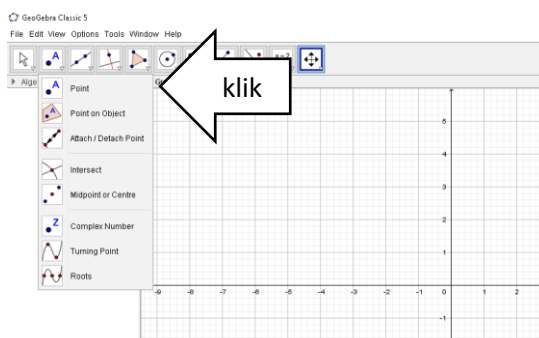 GeoGebra Classic 5
File Edit View Options Tools Window Help
A
a=2
Alge
Gr
klik
A Point
A Point on Object
Attach / Detach Point
Intersect
Midpoint or Centre
Z Complex Number
Turning Point
Roots
5
4
3
2
1
-9 -8 -7 -6 -5 -4 -3 -2 -1 0 1 2
-1